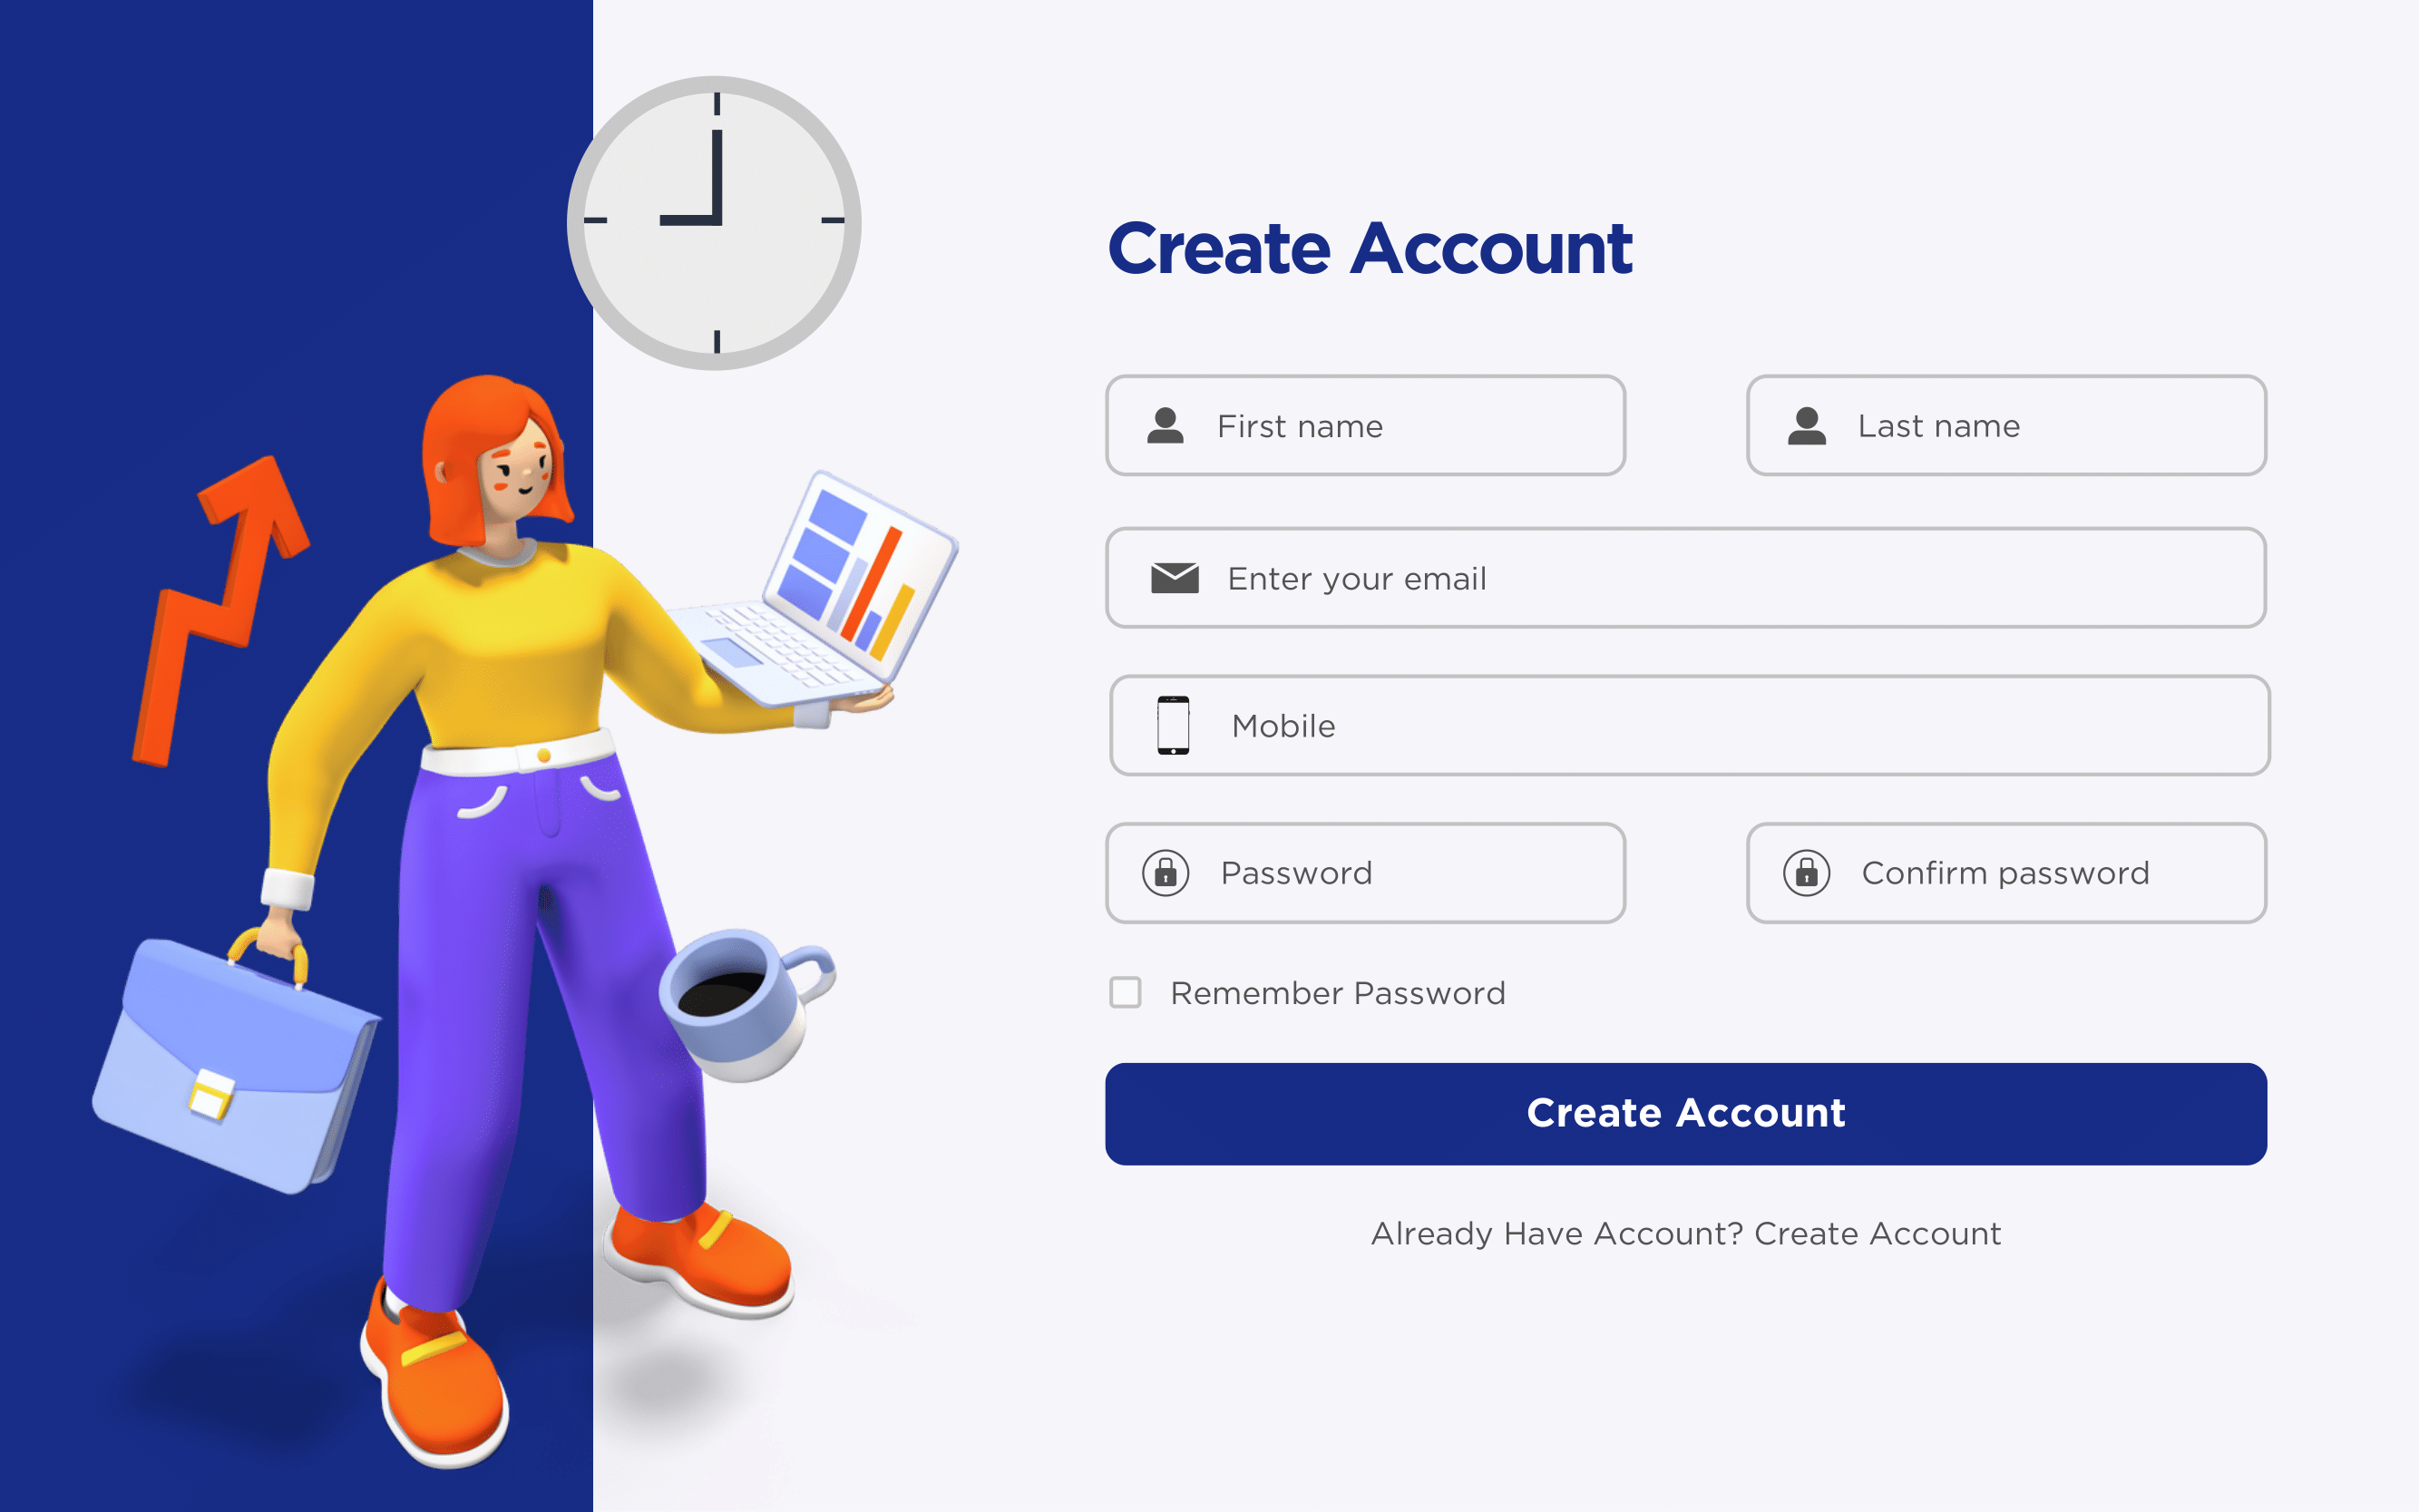 Create Account
First name
Last name
Enter your email
Mobile
Password
Confirm password
Remember Password
Create Account
Already Have Account? Create Account